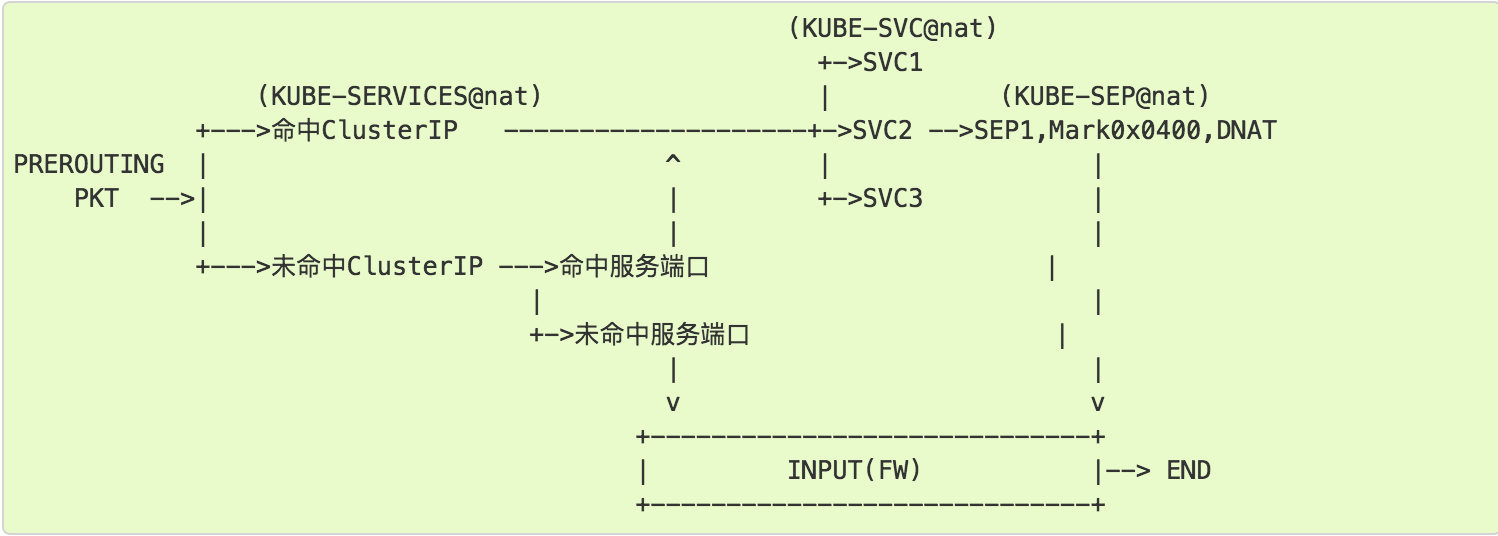 (KUBE-SVC@nat)
+->SVC1
(KUBE-SERVICES@nat) | (KUBE-SEP@nat)
+--->命中ClusterIP --------------------+->SVC2 -->SEP1,Mark0x0400,DNAT
PREROUTING | ^ | |
PKT -->| | +->SVC3 |
| | |
+--->未命中ClusterIP --->命中服务端口 |
| |
+->未命中服务端口 |
| |
v v
+-----------------------------+
| INPUT(FW) |--> END
+-----------------------------+